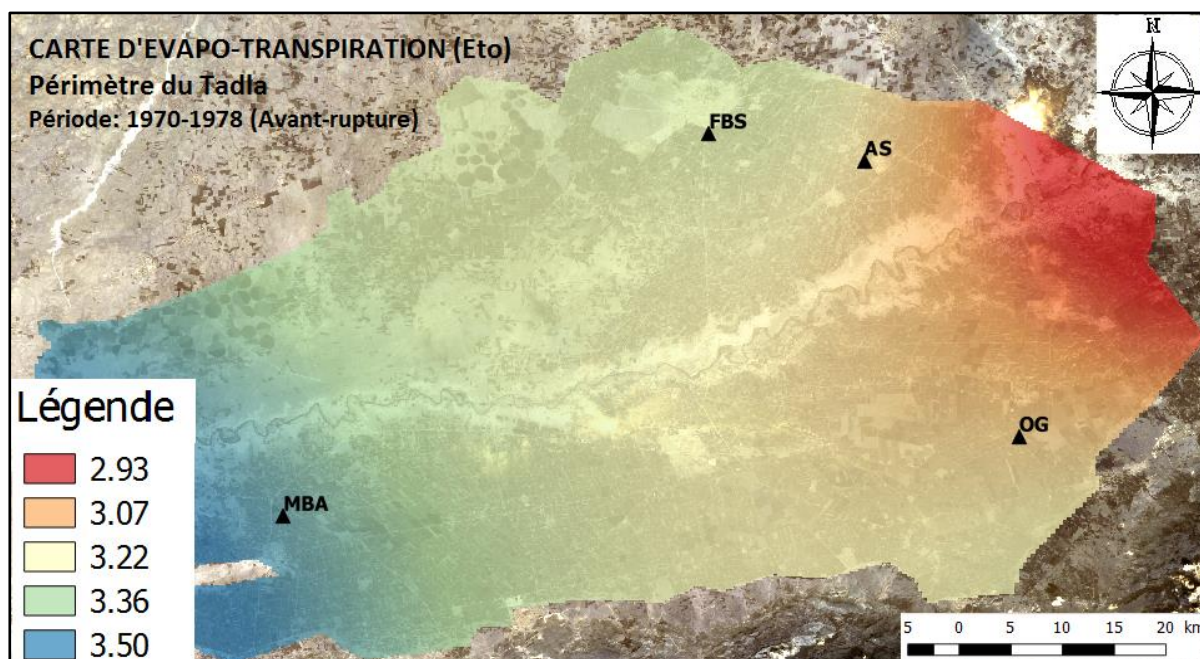 CARTE D'EVAPO-TRANSPIRATION (Eto)
Périmètre du Tadla
Période: 1970-1978 (Avant-rupture)
N
FBS
AS
OG
MBA
Légende
2.93
3.07
3.22
3.36
3.50
5 0 5 10 15 20 km